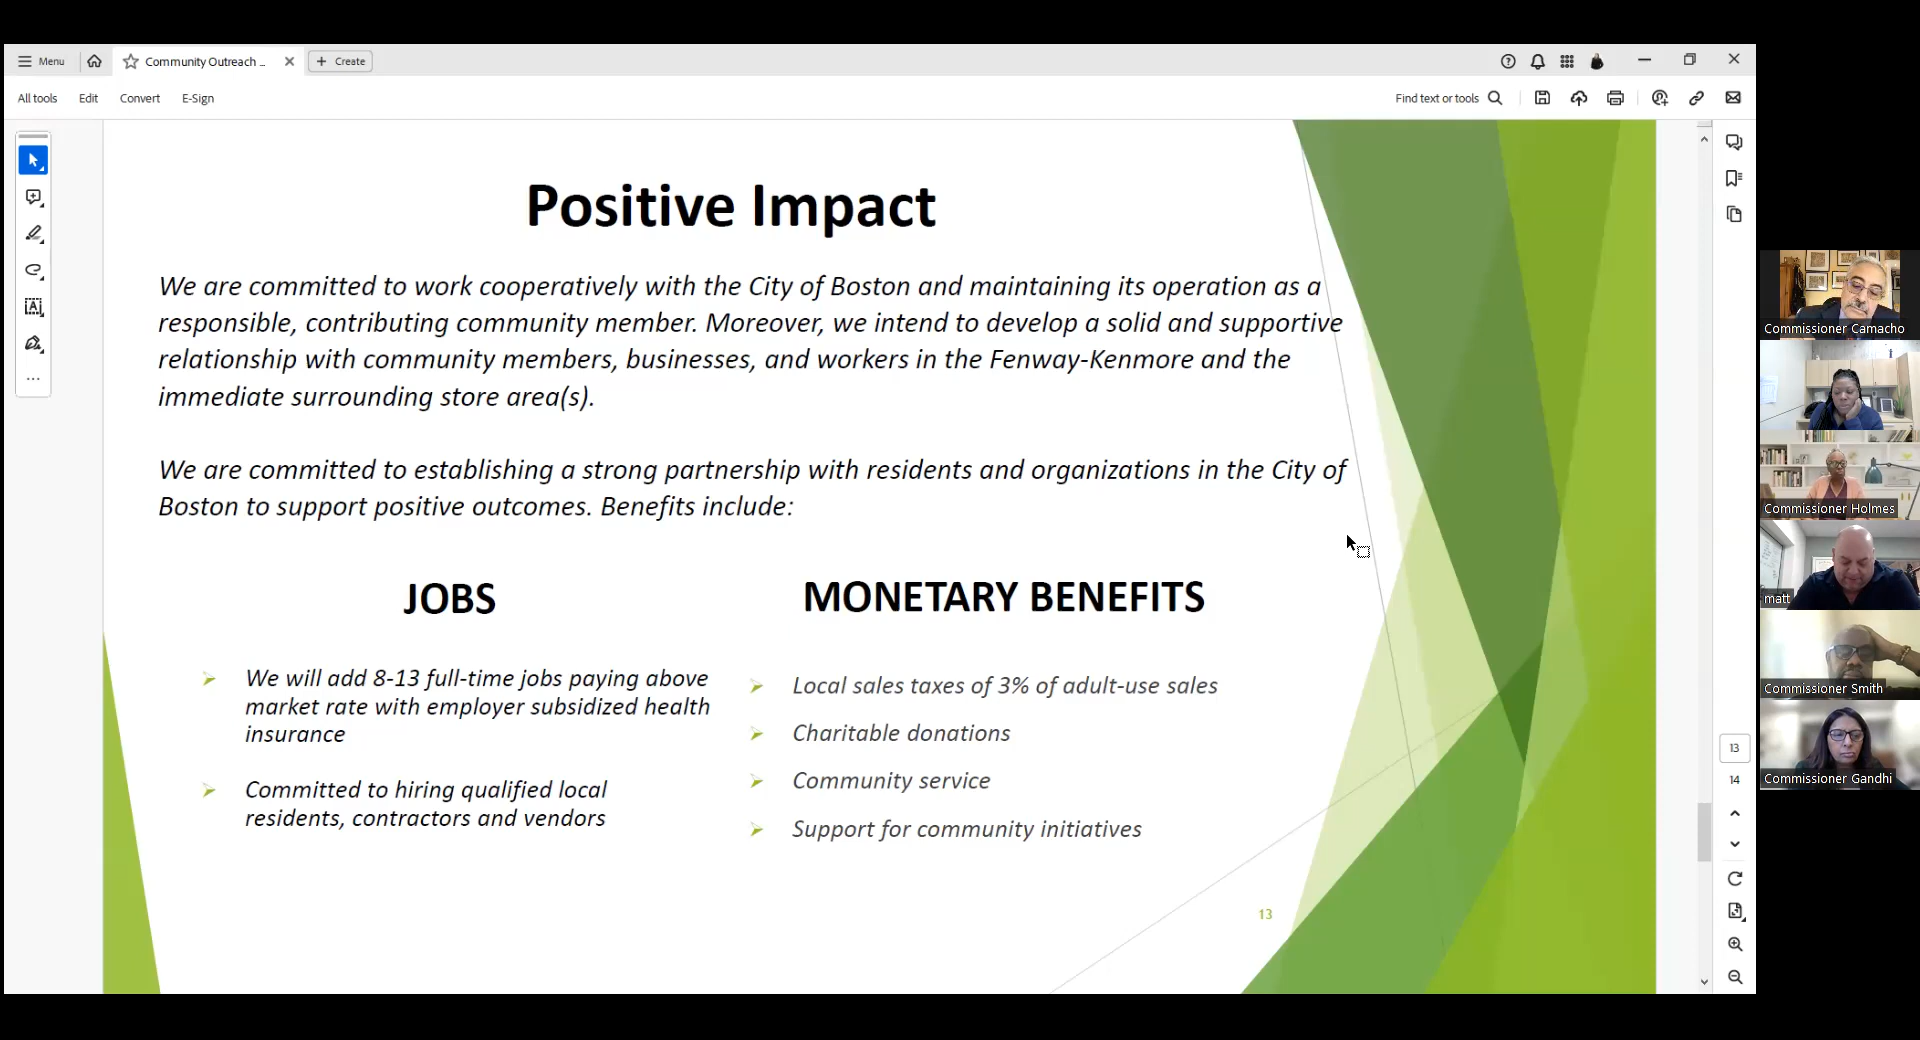 Menu
Community Outreach ...
Create
All tools
Edit
Convert
E-Sign
Find text or tools
Positive Impact
We are committed to work cooperatively with the City of Boston and maintaining its operation as a
responsible, contributing community member. Moreover, we intend to develop a solid and supportive
relationship with community members, businesses, and workers in the Fenway-Kenmore and the
immediate surrounding store area(s).
We are committed to establishing a strong partnership with residents and organizations in the City of
Boston to support positive outcomes. Benefits include:
JOBS
We will add 8-13 full-time jobs paying above
market rate with employer subsidized health
insurance
Committed to hiring qualified local
residents, contractors and vendors
MONETARY BENEFITS
Local sales taxes of 3% of adult-use sales
Charitable donations
Community service
Support for community initiatives
13
13
14
Commissioner Camacho
Commissioner Holmes
matt
Commissioner Smith
Commissioner Gandhi